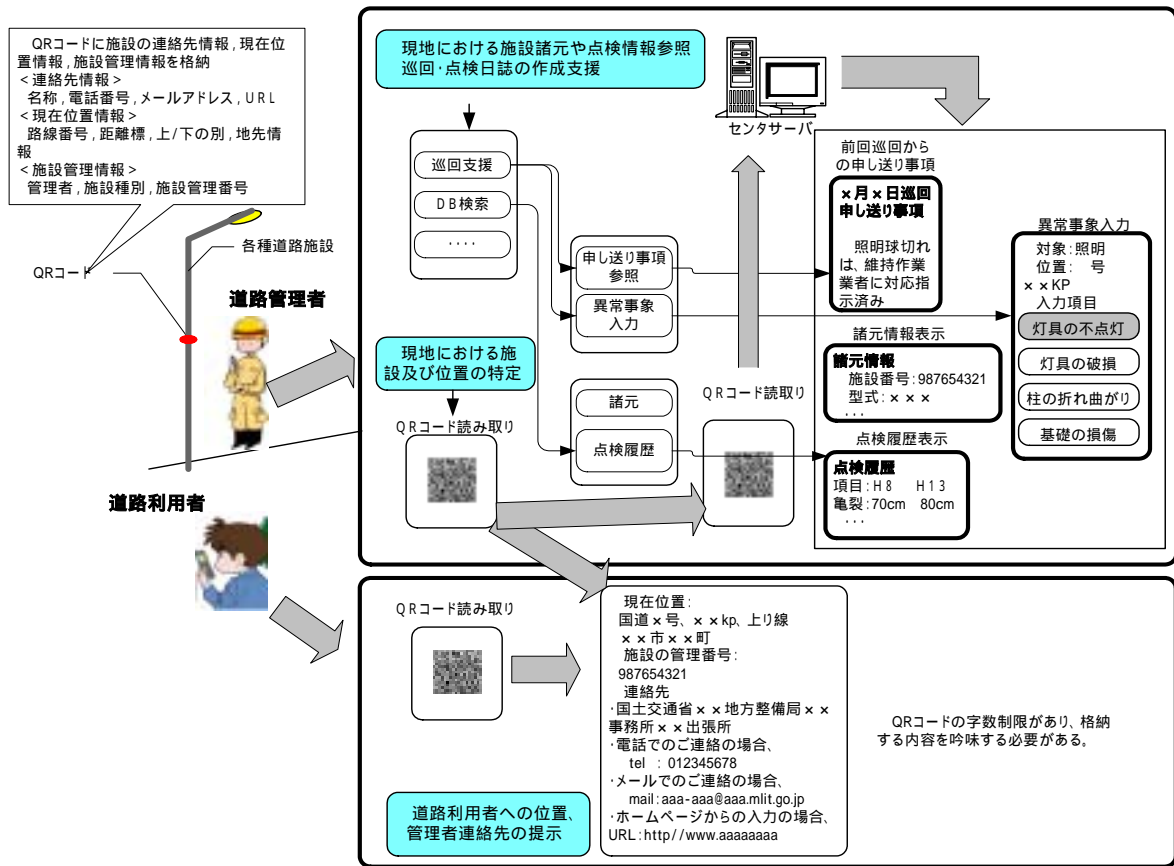 QRコードに施設の連絡先情報,現在位
置情報,施設管理情報を格納
<連絡先情報>
名称,電話番号,メールアドレス,URL
<現在位置情報>
路線番号,距離標,上/下の別,地先情
報
<施設管理情報>
管理者,施設種別,施設管理番号
各種道路施設
QRコード
道路管理者
道路利用者
現地における施設諸元や点検情報参照
巡回・点検日誌の作成支援
巡回支援
DB検索
‥‥
申し送り事項
参照
異常事象
入力
現地における施
設及び位置の特定
QRコード読み取り
諸元
点検履歴
センタサーバ
QRコード読取り
前回巡回から
の申し送り事項
×月×日巡回
申し送り事項
照明球切れ
は、維持作業
業者に対応指
示済み
諸元情報表示
諸元情報
施設番号:987654321
型式:×××
...
点検履歴表示
点検履歴
項目:H8 H13
亀裂:70cm 80cm
...
異常事象入力
対象:照明
位置: 号
××KP
入力項目
灯具の不点灯
灯具の破損
柱の折れ曲がり
基礎の損傷
QRコード読み取り
道路利用者への位置、
管理者連絡先の提示
現在位置:
国道×号、××kp、上り線
××市××町
施設の管理番号:
987654321
連絡先
・国土交通省××地方整備局××
事務所××出張所
・電話でのご連絡の場合、
tel : 012345678
・メールでのご連絡の場合、
mail:aaa-aaa@aaa.mlit.go.jp
・ホームページからの入力の場合、
URL:http//www.aaaaaaaa
QRコードの字数制限があり、格納
する内容を吟味する必要がある。